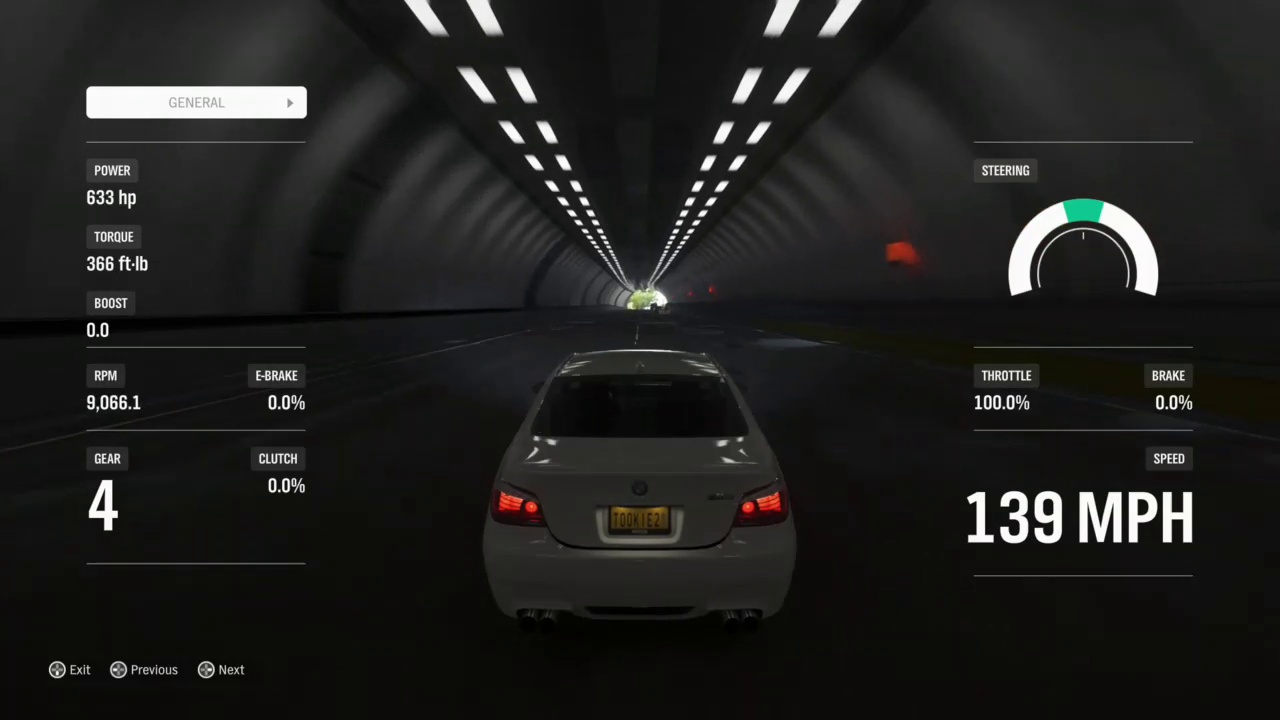 GENERAL
POWER
633 hp
TORQUE
366 ft·lb
BOOST
0.0
RPM
E-BRAKE
9,066.1
0.0%
GEAR
CLUTCH
4
0.0%
STEERING
THROTTLE
BRAKE
100.0%
0.0%
SPEED
139 MPH
TOOKIE21
Exit
Previous
Next